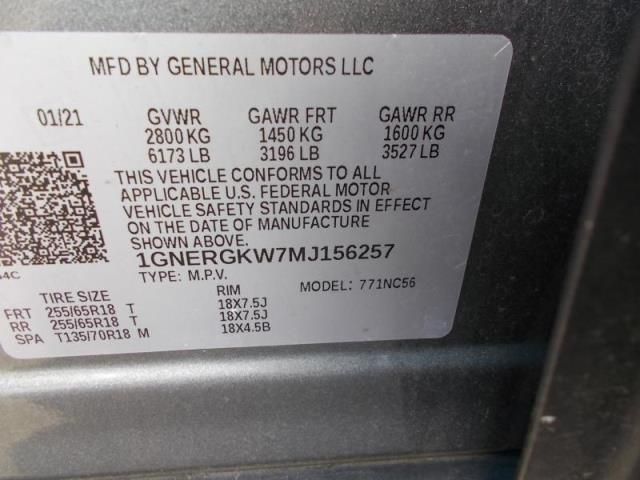 MFD BY GENERAL MOTORS LLC
01/21 GVWR GAWR FRT GAWR RR
2800 KG 1450 KG 1600 KG
6173 LB 3196 LB 3527 LB
THIS VEHICLE CONFORMS TO ALL
APPLICABLE U.S. FEDERAL MOTOR
VEHICLE SAFETY STANDARDS IN EFFECT
ON THE DATE OF MANUFACTURE
SHOWN ABOVE.
1GNERGKW7MJ156257
TYPE: M.P.V. MODEL: 771NC56
TIRE SIZE RIM
FRT 255/65R18 T 18X7.5J
RR 255/65R18 T 18X7.5J
SPA T135/70R18 M 18X4.5B